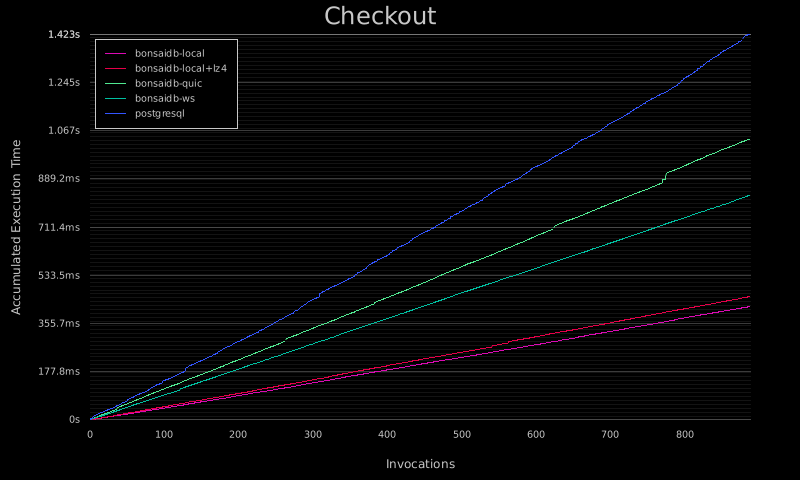 Checkout
1.423s
1.245s
1.067s
889.2ms
711.4ms
533.5ms
355.7ms
177.8ms
0s
Accumulated Execution Time
bonsaidb-local
bonsaidb-local+lz4
bonsaidb-quic
bonsaidb-ws
postgresql
0 100 200 300 400 500 600 700 800
Invocations